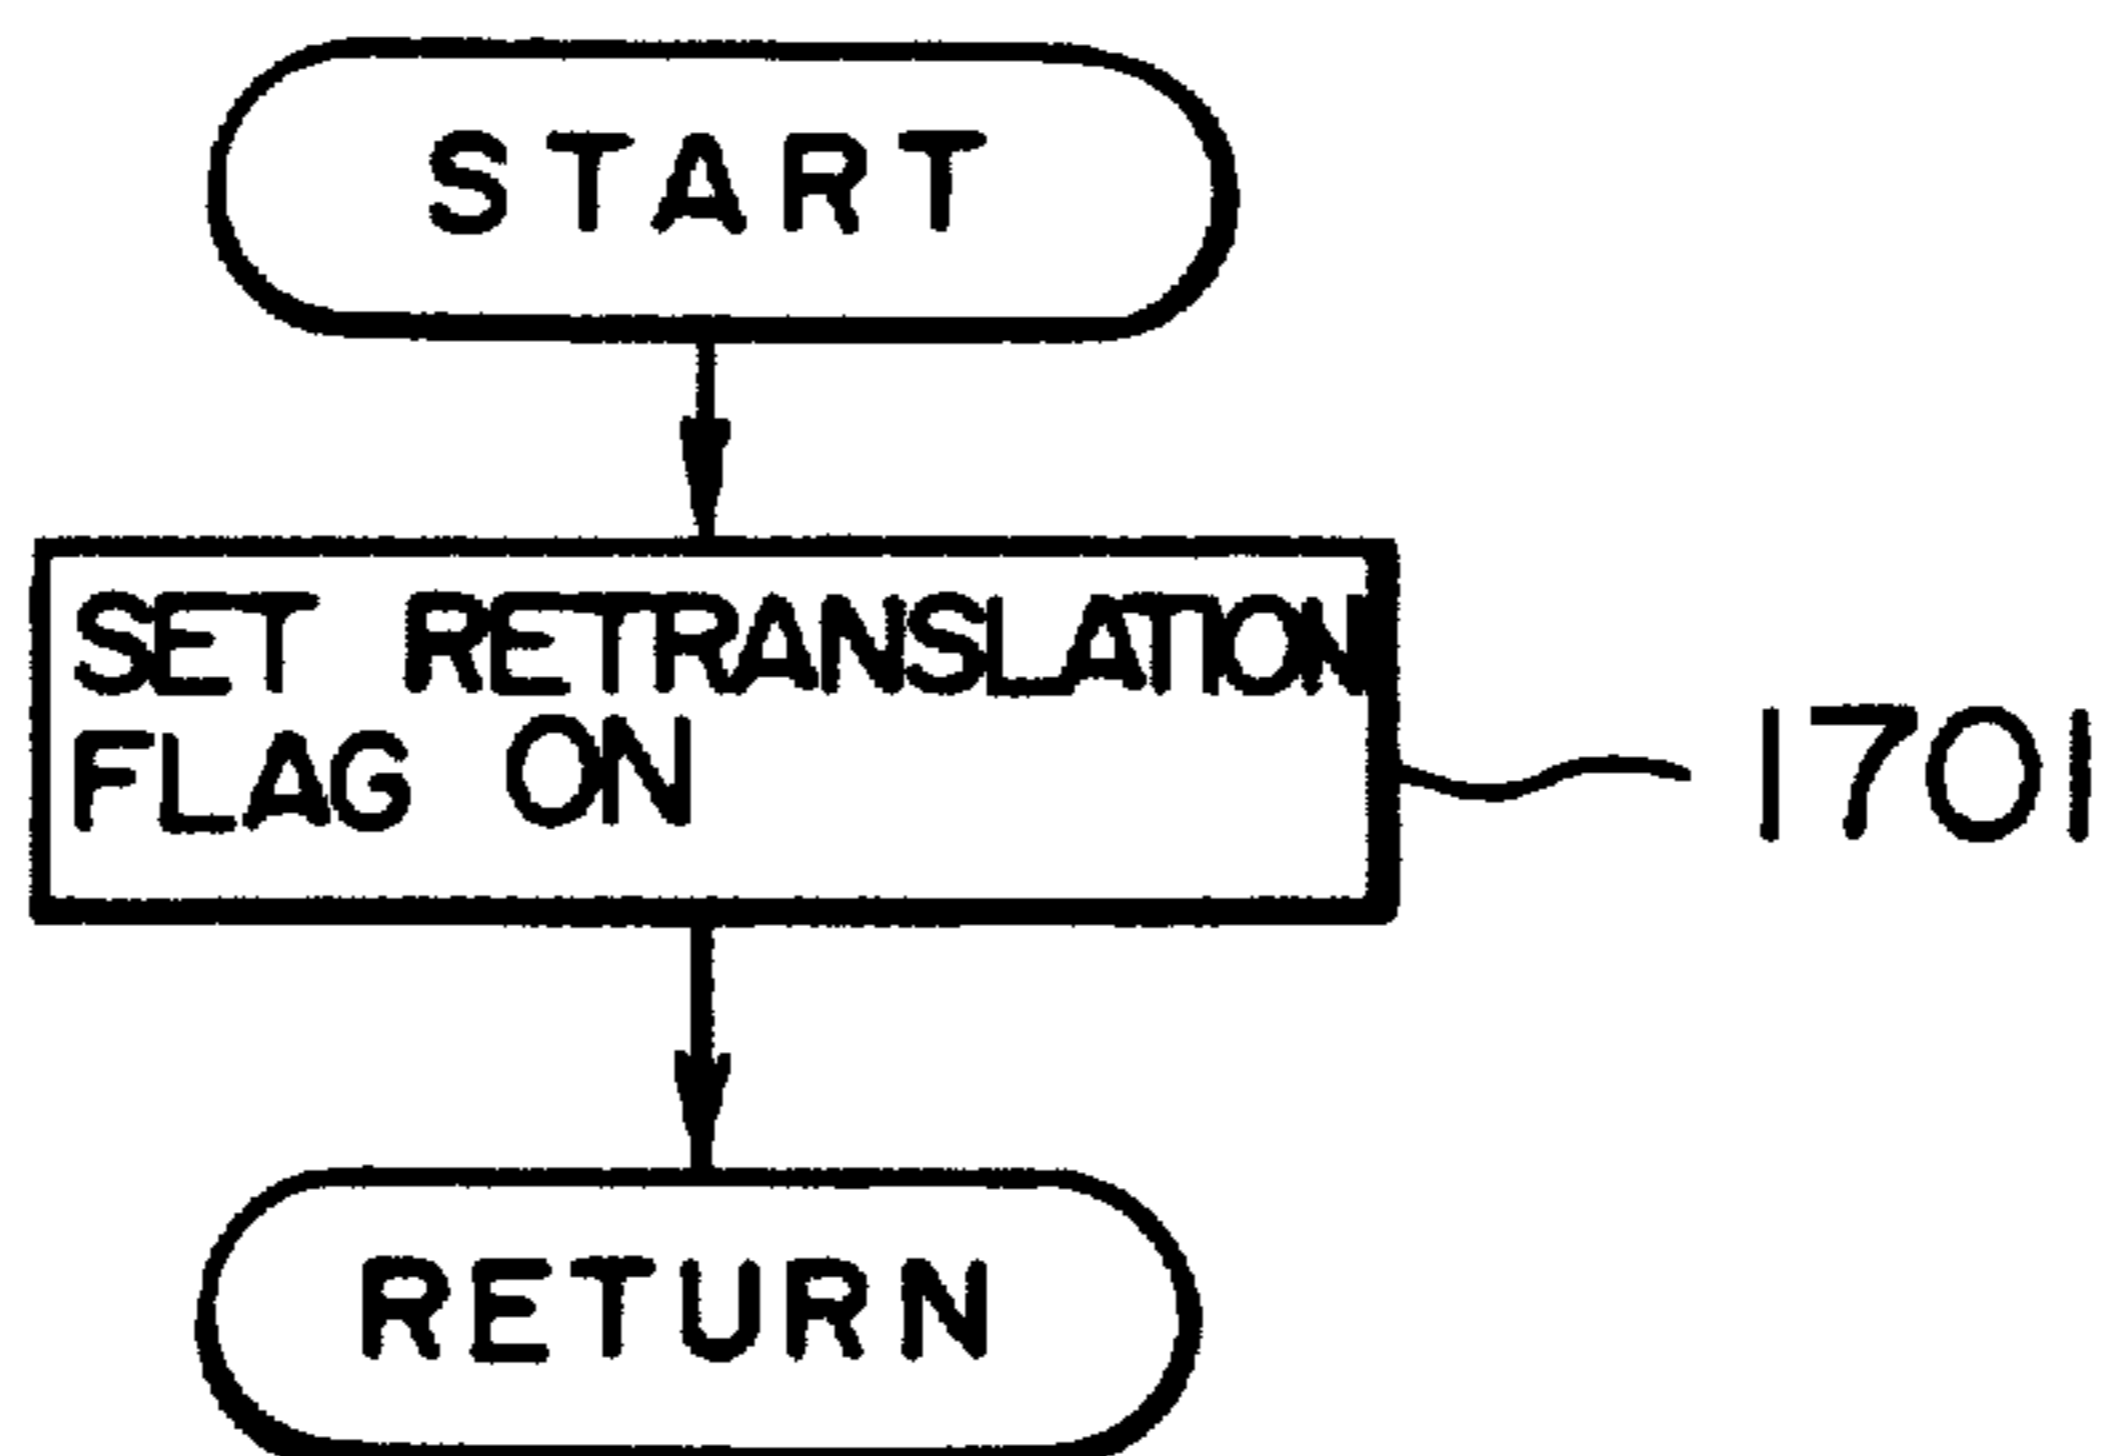 START
SET RETRANSLATION
FLAG ON
1701
RETURN